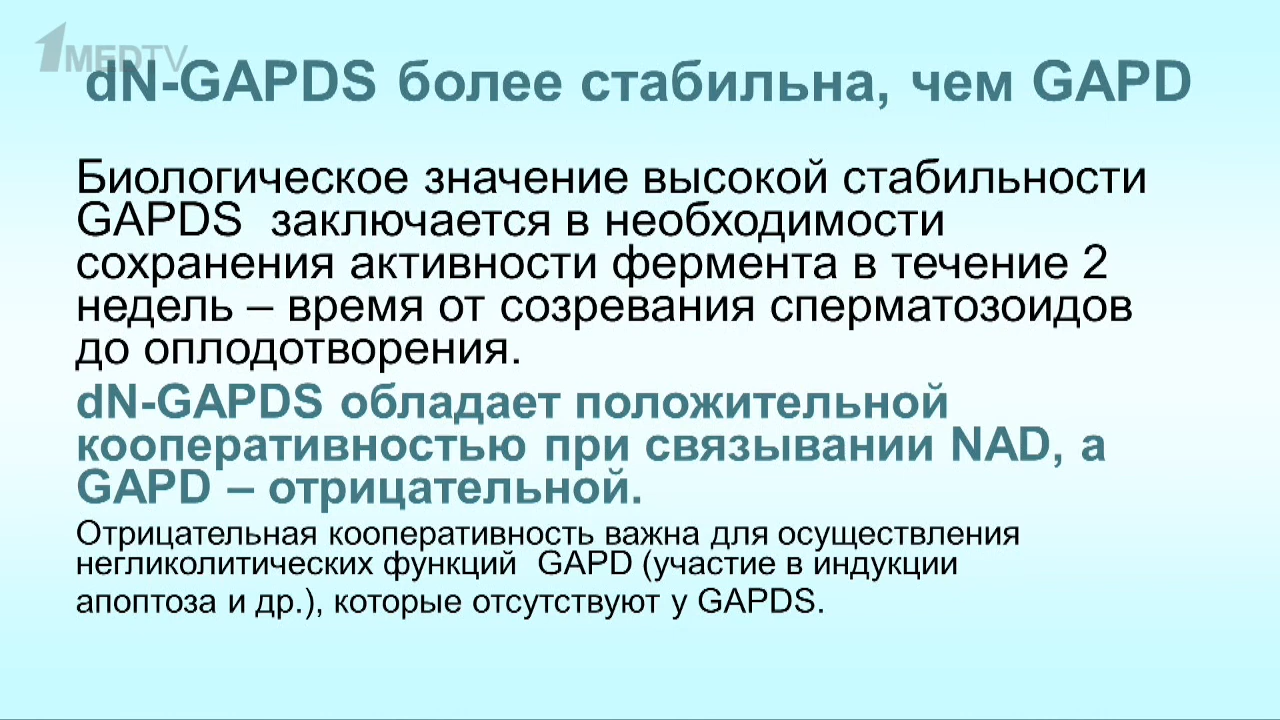 1MEDTV
dN-GAPDS более стабильна, чем GAPD
Биологическое значение высокой стабильности
GAPDS заключается в необходимости
сохранения активности фермента в течение 2
недель – время от созревания сперматозоидов
до оплодотворения.
dN-GAPDS обладает положительной
кооперативностью при связывании NAD, а
GAPD – отрицательной.
Отрицательная кооперативность важна для осуществления
негликолитических функций GAPD (участие в индукции
апоптоза и др.), которые отсутствуют у GAPDS.